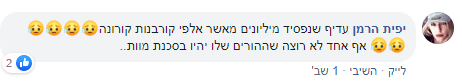 יפית הרמן עדיף שנפסיד מיליונים מאשר אלפי קורבנות קורונה😟😟😟😟
😟😟 אף אחד לא רוצה שההורים שלו יהיו בסכנת מוות..
לייק · השיבי · 1 שב'
2